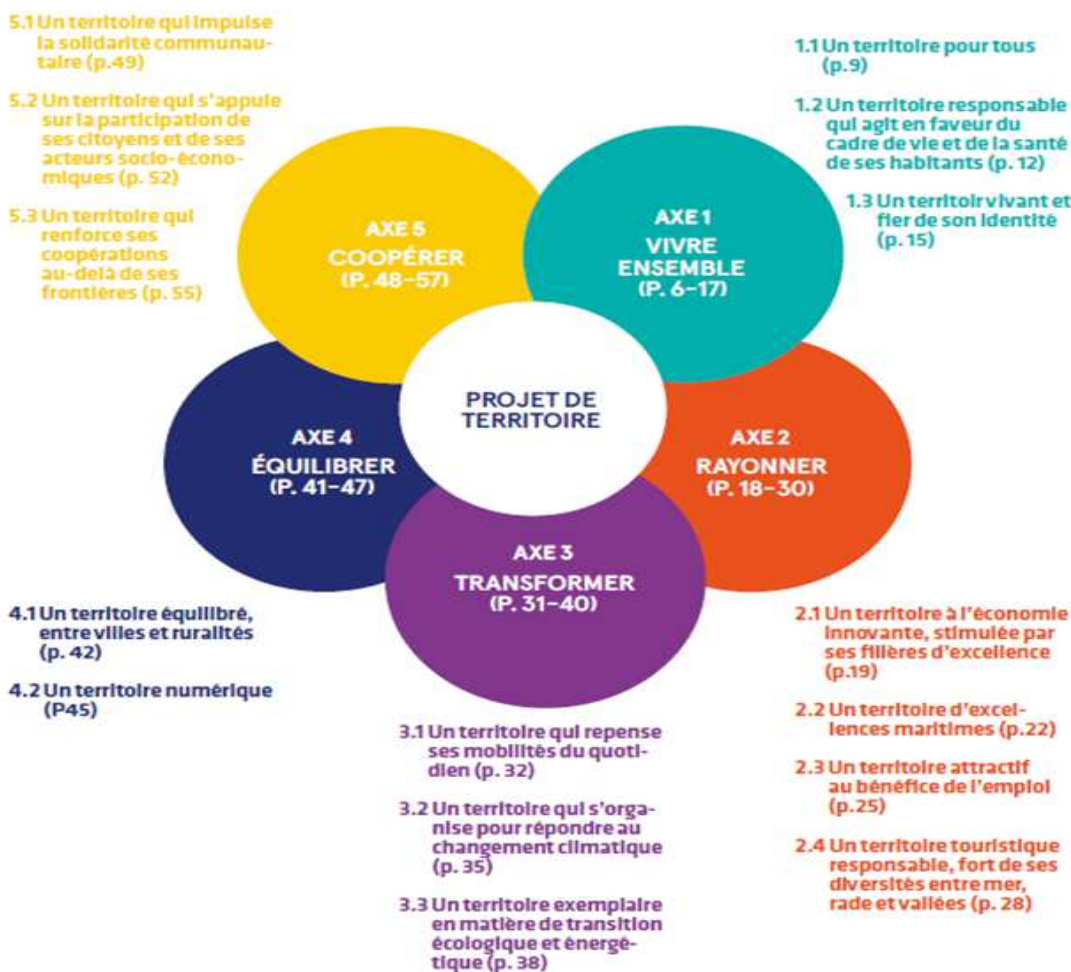 5.1 Un territoire qui impulse
la solidarité communau-
taire (p.49)
5.2 Un territoire qui s'appuie
sur la participation de
ses citoyens et de ses
acteurs socio-écono-
miques (p. 52)
5.3 Un territoire qui
renforce ses
coopérations
au-delà de ses
frontières (p. 55)
1.1 Un territoire pour tous
(p.9)
1.2 Un territoire responsable
qui agit en faveur du
cadre de vie et de la santé
de ses habitants (p. 12)
1.3 Un territoir vivant et
fier de son identité
(p. 15)
AXE 5
COOPÉRER
(P. 48-57)
AXE 1
VIVRE
ENSEMBLE
(P. 6-17)
PROJET DE
TERRITOIRE
AXE 4
ÉQUILIBRER
(P. 41-47)
AXE 2
RAYONNER
(P. 18-30)
AXE 3
TRANSFORMER
(P. 31-40)
4.1 Un territoire équilibré,
entre villes et ruralités
(p. 42)
4.2 Un territoire numérique
(P45)
3.1 Un territoire qui repense
ses mobilités du quoti-
dien (p. 32)
3.2 Un territoire qui s'orga-
nise pour répondre au
changement climatique
(p. 35)
3.3 Un territoire exemplaire
en matière de transition
écologique et énergé-
tique (p. 38)
2.1 Un territoire à l'économie
innovante, stimulée par
ses filières d'excellence
(p.19)
2.2 Un territoire d'excel-
lences maritimes (p.22)
2.3 Un territoire attractif
au bénéfice de l'emploi
(p.25)
2.4 Un territoire touristique
responsable, fort de ses
diversités entre mer,
rade et vallées (p. 28)